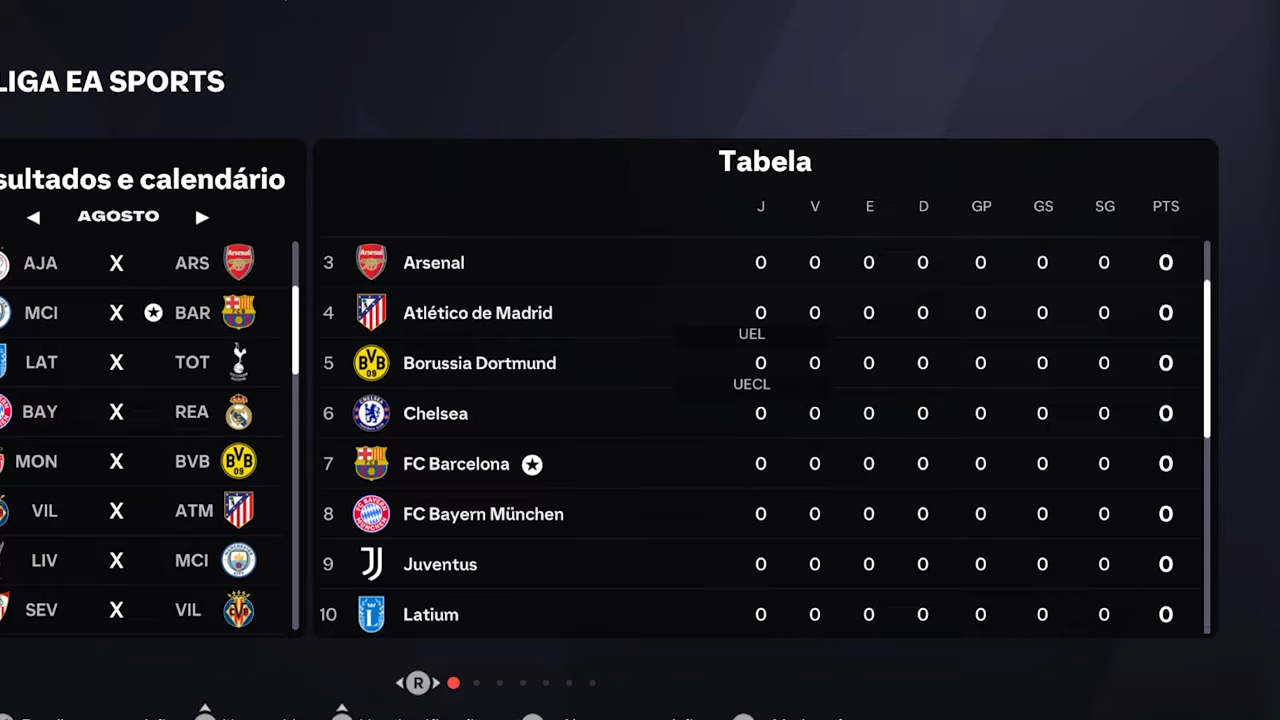 LIGA EA SPORTS
sultados e calendário
AGOSTO
AJA X ARS
MCI X BAR
LAT X TOT
BAY X REA
MON X BVB
VIL X ATM
LIV X MCI
SEV X VIL
Tabela
J V E D GP GS SG PTS
3 Arsenal 0 0 0 0 0 0 0 0
4 Atlético de Madrid 0 0 0 0 0 0 0 0
UEL
5 Borussia Dortmund 0 0 0 0 0 0 0 0
UECL
6 Chelsea 0 0 0 0 0 0 0 0
7 FC Barcelona 0 0 0 0 0 0 0 0
8 FC Bayern München 0 0 0 0 0 0 0 0
9 Juventus 0 0 0 0 0 0 0 0
10 Latium 0 0 0 0 0 0 0 0
R